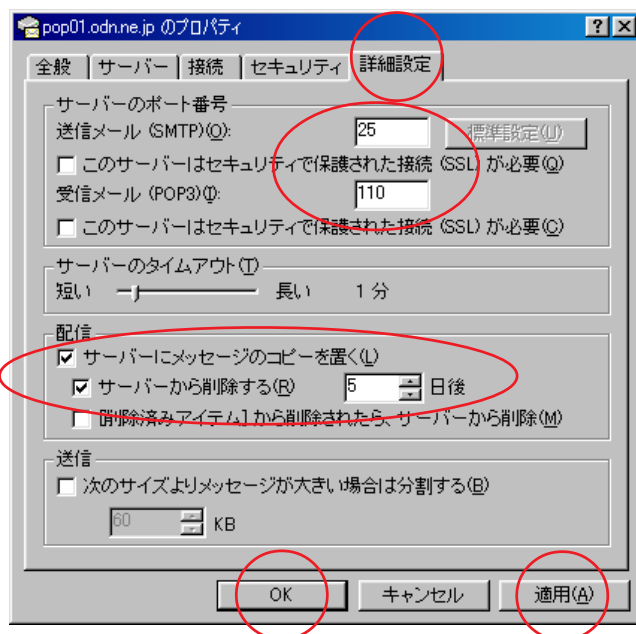 pop01.odn.ne.jp のプロパティ
全般 サーバー 接続 セキュリティ 詳細設定
サーバーのポート番号
送信メール (SMTP)(O): 25 標準設定(U)
このサーバーはセキュリティで保護された接続 (SSL) が必要(Q)
受信メール (POP3)(I): 110
このサーバーはセキュリティで保護された接続 (SSL) が必要(C)
サーバーのタイムアウト(T)
短い 長い 1 分
配信
サーバーにメッセージのコピーを置く(L)
サーバーから削除する(R) 5 日後
[削除済みアイテム] から削除されたら、サーバーから削除(M)
送信
次のサイズよりメッセージが大きい場合は分割する(B)
60 KB
OK キャンセル 適用(A)